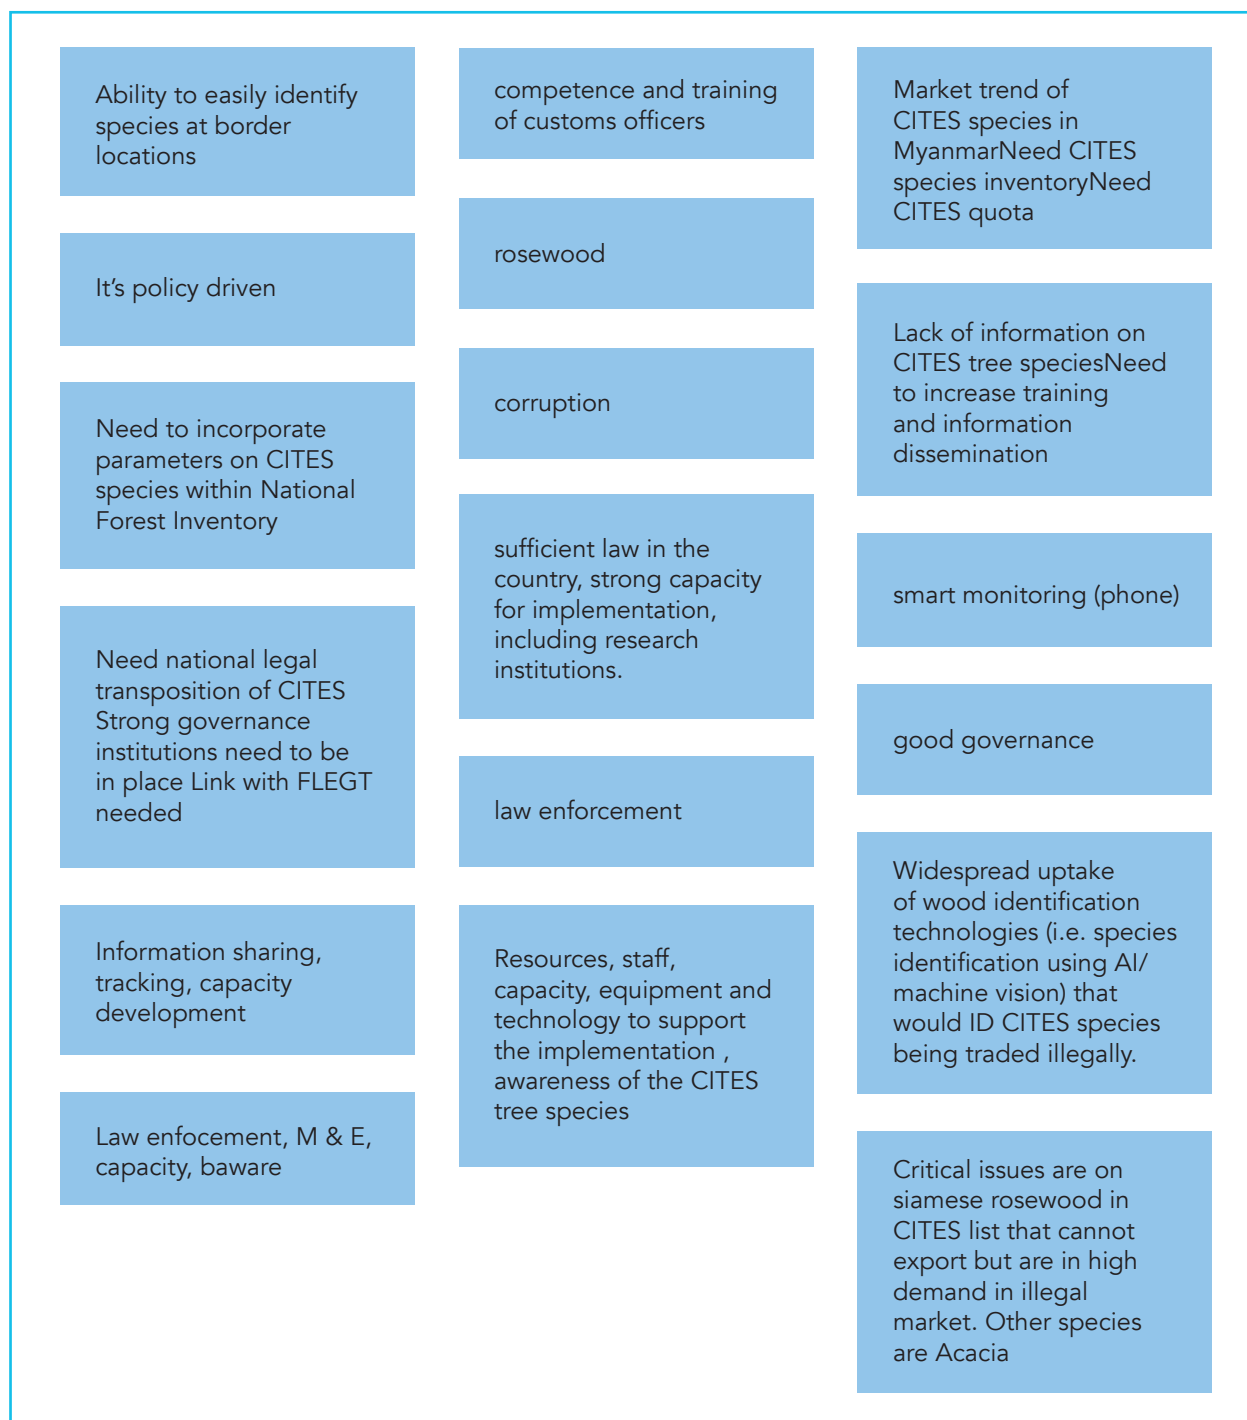 Ability to easily identify
species at border
locations
It’s policy driven
Need to incorporate
parameters on CITES
species within National
Forest Inventory
Need national legal
transposition of CITES
Strong governance
institutions need to be
in place Link with FLEGT
needed
Information sharing,
tracking, capacity
development
Law enfocement, M & E,
capacity, baware
competence and training
of customs officers
rosewood
corruption
sufficient law in the
country, strong capacity
for implementation,
including research
institutions.
law enforcement
Resources, staff,
capacity, equipment and
technology to support
the implementation ,
awareness of the CITES
tree species
Market trend of
CITES species in
MyanmarNeed CITES
species inventoryNeed
CITES quota
Lack of information on
CITES tree speciesNeed
to increase training
and information
dissemination
smart monitoring (phone)
good governance
Widespread uptake
of wood identification
technologies (i.e. species
identification using AI/
machine vision) that
would ID CITES species
being traded illegally.
Critical issues are on
siamese rosewood in
CITES list that cannot
export but are in high
demand in illegal
market. Other species
are Acacia